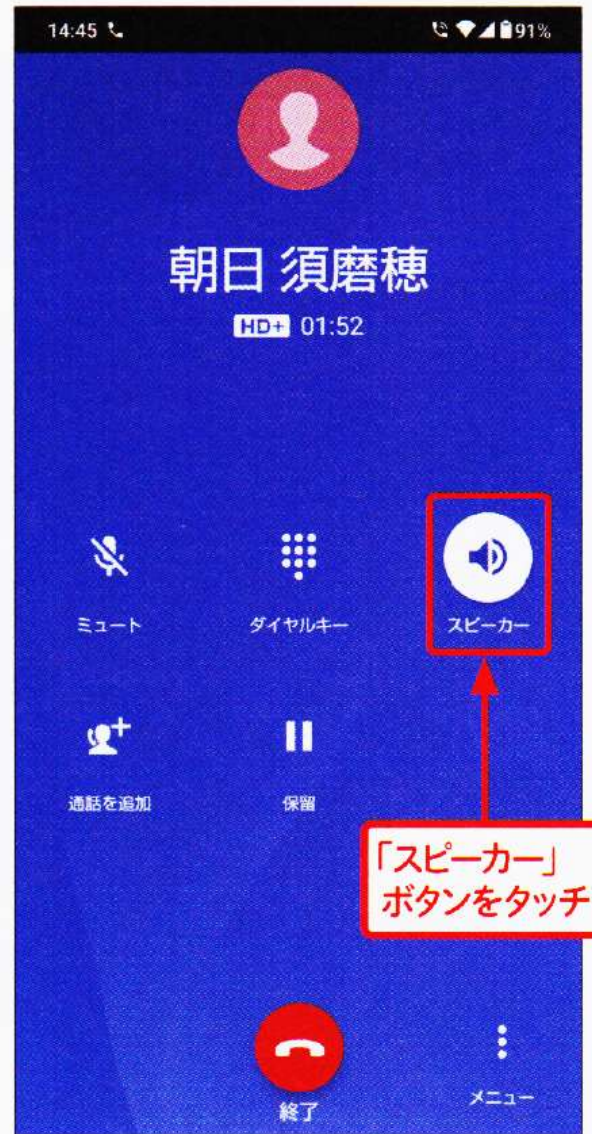 14:45
91%
朝日 須磨穂
HD+ 01:52
ミュート
ダイヤルキー
スピーカー
通話を追加
保留
「スピーカー」
ボタンをタッチ
終了
メニュー